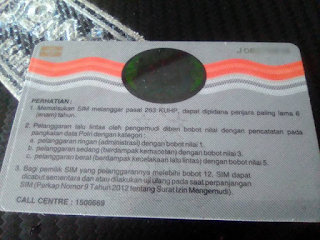 PERHATIAN :
1. Memalsukan SIM melanggar pasal 263 KUHP, dapat dipidana penjara paling lama 6
(enam) tahun.
2. Pelanggaran lalu lintas oleh pengemudi diberi bobot nilai dengan pencatatan pada
pangkalan data Polri dengan kategori :
a. pelanggaran ringan (administrasi) dengan bobot nilai 1.
b. pelanggaran sedang (berdampak kemacetan) dengan bobot nilai 3.
c. pelanggaran berat (berdampak kecelakaan lalu lintas) dengan bobot nilai 5.
3. Bagi pemilik SIM yang pelanggarannya melebihi bobot 12, SIM dapat
dicabut sementara dan atau dilakukan uji ulang pada saat perpanjangan
SIM (Perkap Nomor 9 Tahun 2012 tentang Surat Izin Mengemudi).
CALL CENTRE : 1500669